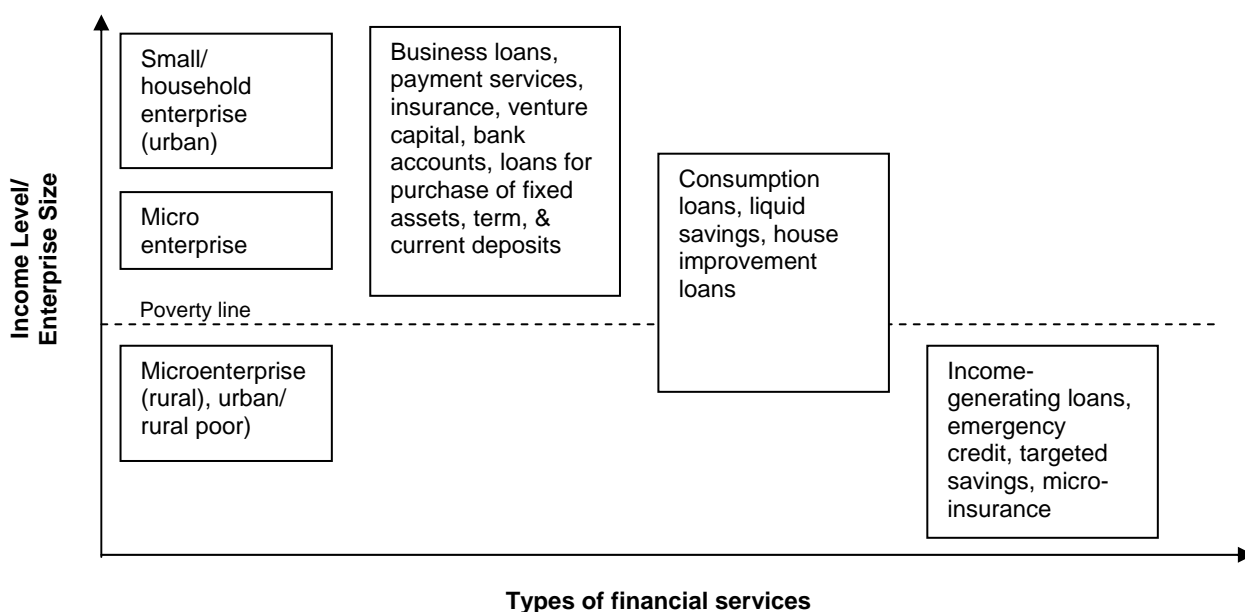 Small/
household
enterprise
(urban)
Business loans,
payment services,
insurance, venture
capital, bank
accounts, loans for
purchase of fixed
assets, term, &
current deposits
Consumption
loans, liquid
savings, house
improvement
loans
Micro
enterprise
Income Level/
Enterprise Size
Poverty line
Microenterprise
(rural), urban/
rural poor)
Income-
generating loans,
emergency
credit, targeted
savings, micro-
insurance
Types of financial services